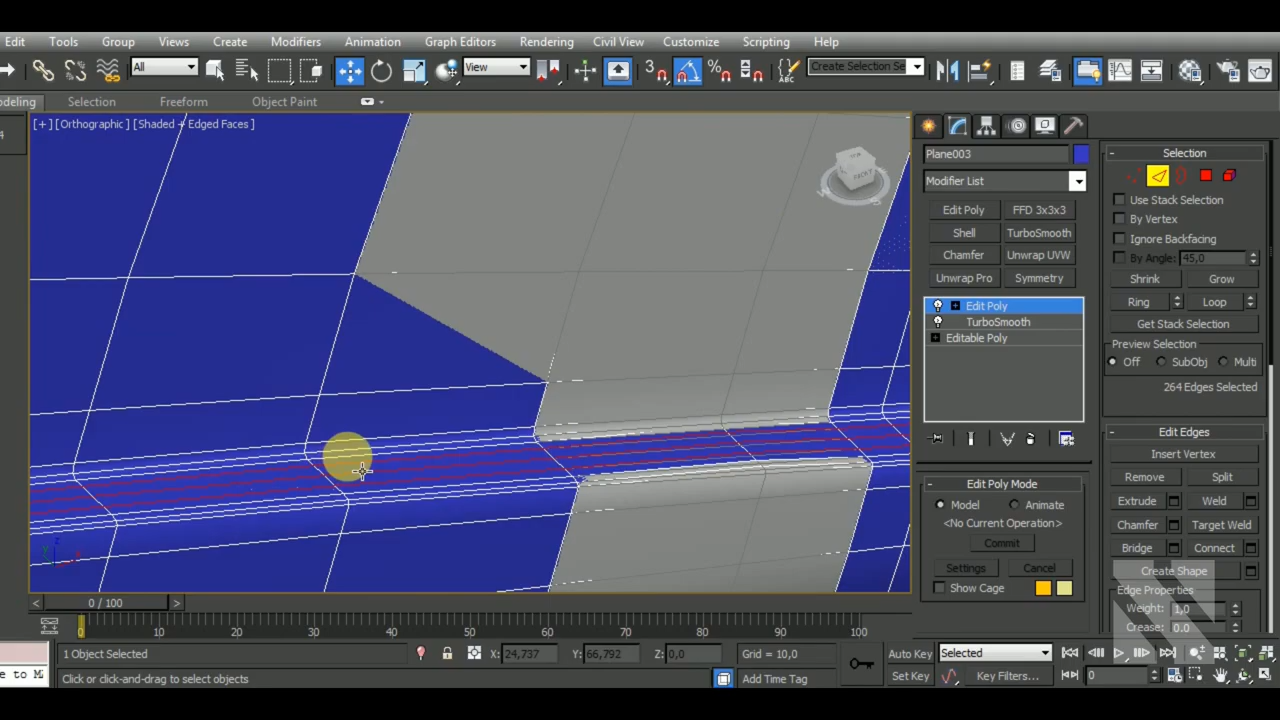 Edit Tools Group Views Create Modifiers Animation Graph Editors Rendering Civil View Customize Scripting Help
All View 3 % ABC Create Selection Se
odeling Selection Freeform Object Paint
4
[+] [Orthographic] [Shaded + Edged Faces]
Plane003
Modifier List
Edit Poly FFD 3x3x3
Shell TurboSmooth
Chamfer Unwrap UVW
Unwrap Pro Symmetry
Edit Poly
TurboSmooth
Editable Poly
- Edit Poly Mode
Model Animate
<No Current Operation>
Commit
Settings Cancel
Show Cage
- Selection
Use Stack Selection
By Vertex
Ignore Backfacing
By Angle: 45,0
Shrink Grow
Ring Loop
Get Stack Selection
Preview Selection
Off SubObj Multi
264 Edges Selected
- Edit Edges
Insert Vertex
Remove Split
Extrude Weld
Chamfer Target Weld
Bridge Connect
Create Shape
Edge Properties
Weight: 1,0
Crease: 0.0
< 0 / 100 >
0 10 20 30 40 50 60 70 80 90 100
1 Object Selected X: 24,737 Y: 66,792 Z: 0,0 Grid = 10,0 Auto Key Selected
e to Ma Click or click-and-drag to select objects Add Time Tag Set Key Key Filters... 0